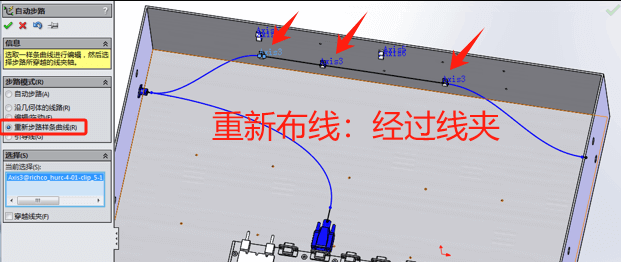 自动步路
信息
选取一样条曲线进行编辑,然后选择步路所穿越的线夹轴。
步路模式(R)
自动步路(A)
沿几何体的线路(R)
编辑(拖动)(E)
重新步路样条曲线(R)
引导线(G)
选择(S)
当前选择(S):
Axis3@richco_hurc-4-01-clip_5-1
穿越线夹(F)
Axis3
Axis3
Axis3
重新布线:经过线夹